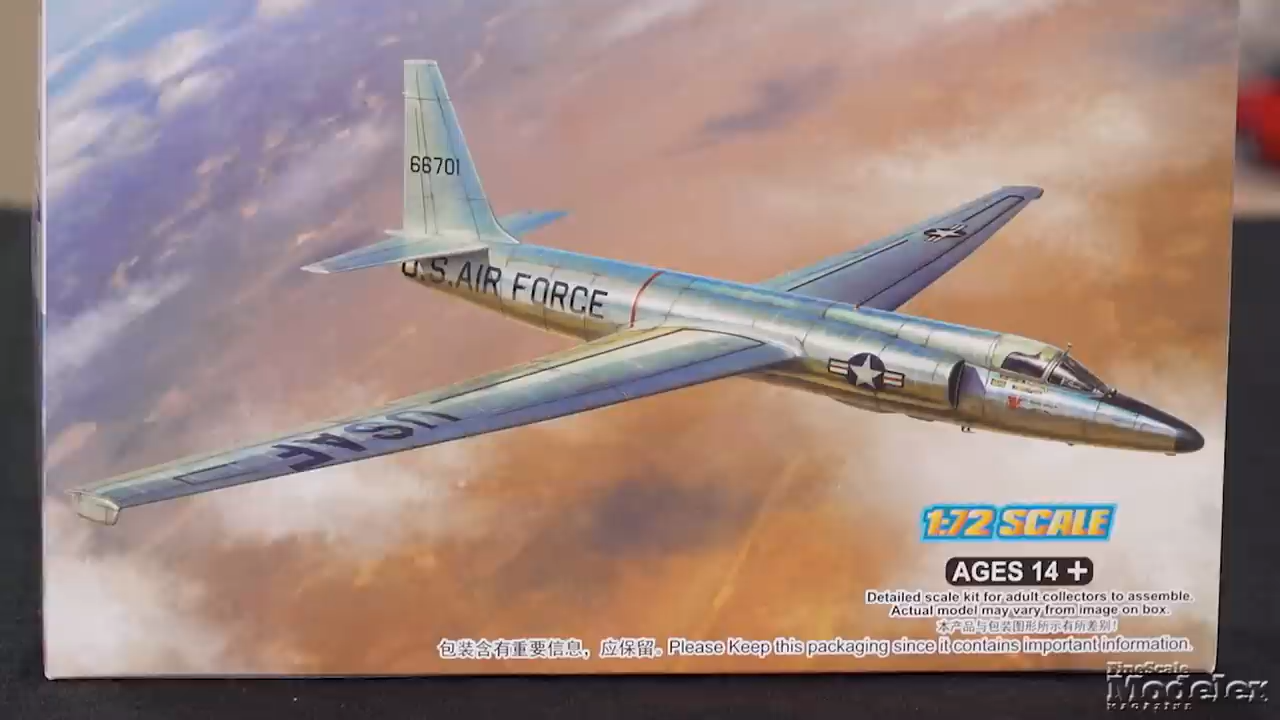 66701
U.S. AIR FORCE
USAF
1:72 SCALE
AGES 14 +
Detailed scale kit for adult collectors to assemble.
Actual model may vary from image on box.
本产品与包装图形所示有所差别!
包装含有重要信息，应保留。Please Keep this packaging since it contains important information.
FineScale
Modeler
MAGAZINE